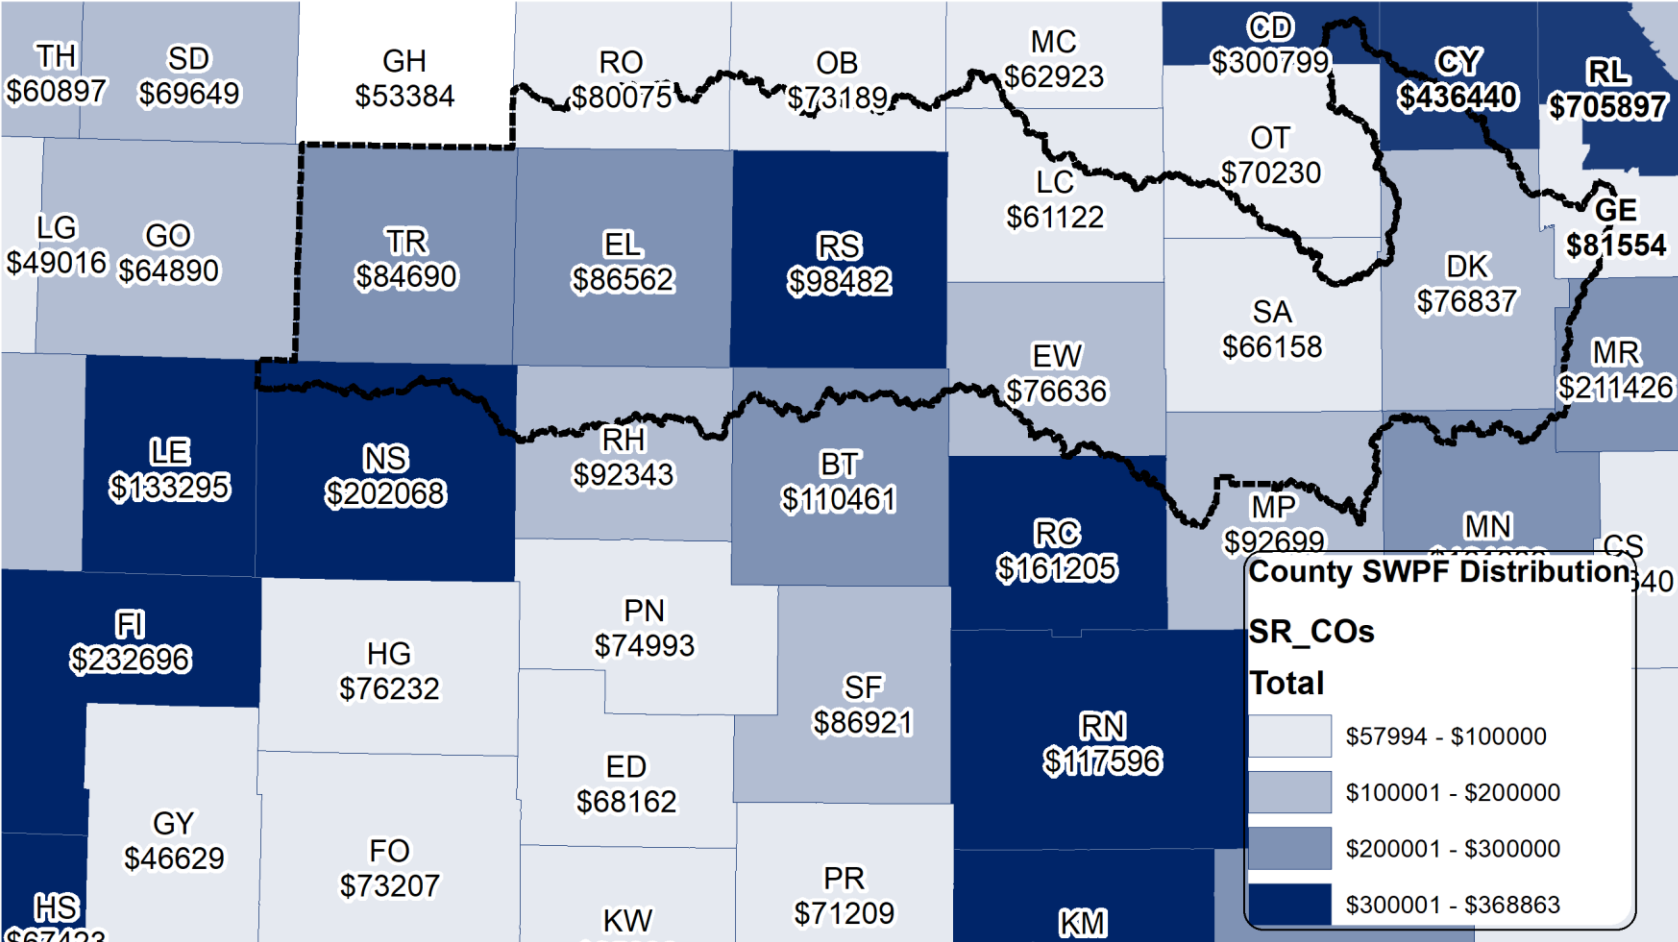 TH
$60897
SD
$69649
GH
$53384
RO
$80075
OB
$73189
MC
$62923
CD
$300799
CY
$436440
RL
$705897
LG
$49016
GO
$64890
TR
$84690
EL
$86562
RS
$98482
LC
$61122
OT
$70230
GE
$81554
DK
$76837
SA
$66158
EW
$76636
MR
$211426
LE
$133295
NS
$202068
RH
$92343
BT
$110461
RC
$161205
MP
$92699
MN
CS
FI
$232696
HG
$76232
PN
$74993
SF
$86921
RN
$117596
ED
$68162
GY
$46629
FO
$73207
PR
$71209
HS
$67423
KW
KM
County SWPF Distribution
SR_COs
Total
$57994 - $100000
$100001 - $200000
$200001 - $300000
$300001 - $368863